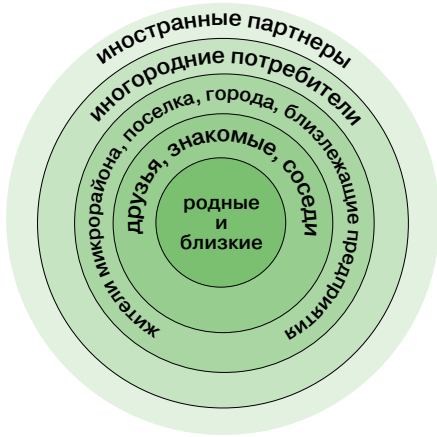 иностранные партнеры
иногородние потребители
жители микрорайона, поселка, города, близлежащие предприятия
друзья, знакомые, соседи
родные
и
близкие